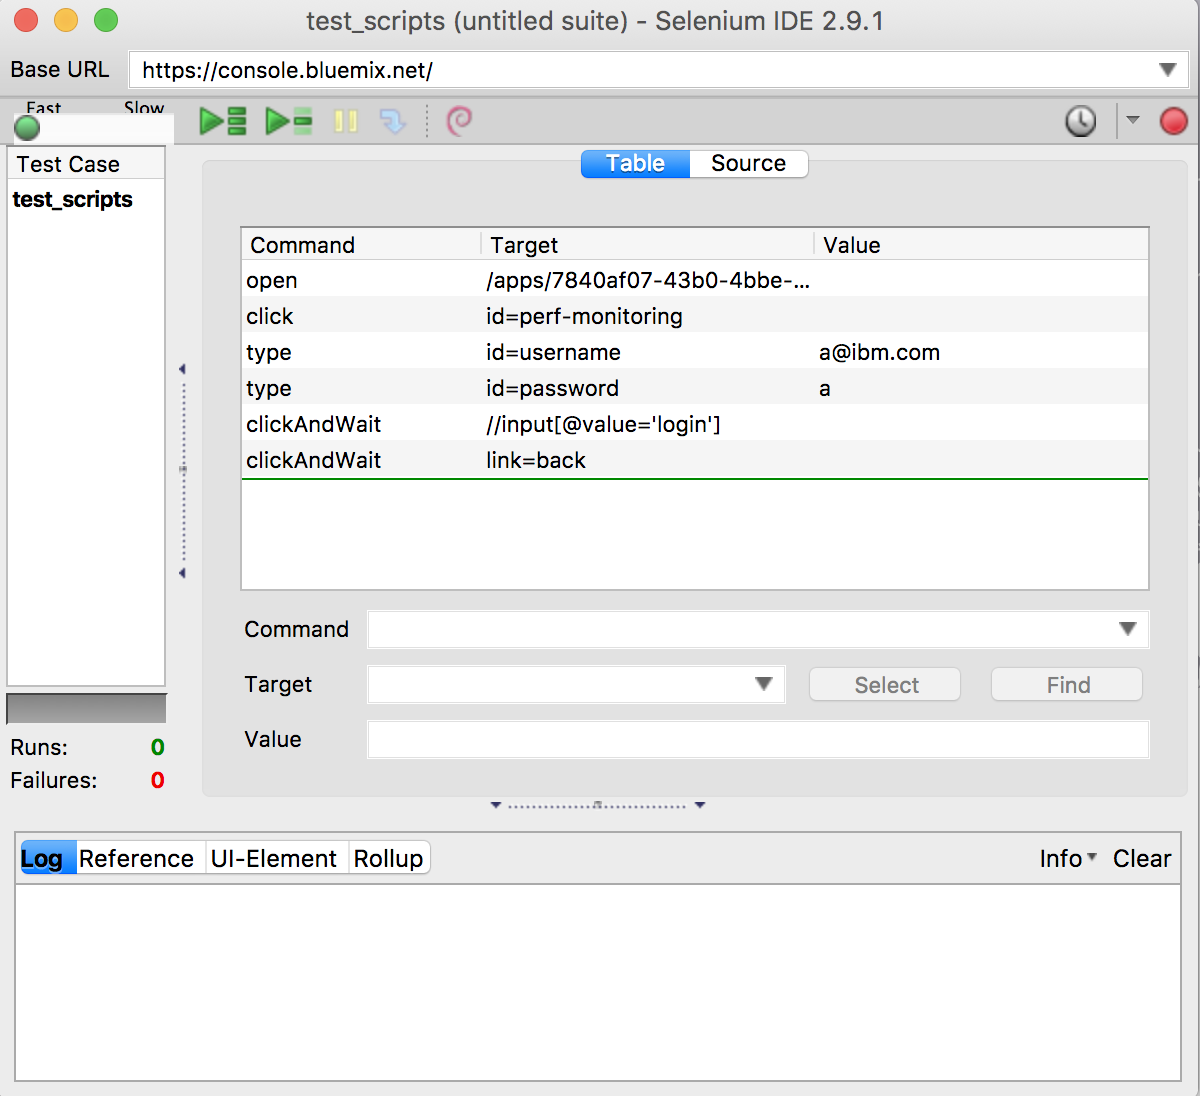 test_scripts (untitled suite) - Selenium IDE 2.9.1
Base URL https://console.bluemix.net/
Fast Slow
Test Case
test_scripts
Table Source
Command Target Value
open /apps/7840af07-43b0-4bbe-...
click id=perf-monitoring
type id=username a@ibm.com
type id=password a
clickAndWait //input[@value='login']
clickAndWait link=back
Command
Target Select Find
Value
Runs: 0
Failures: 0
Log Reference UI-Element Rollup Info Clear